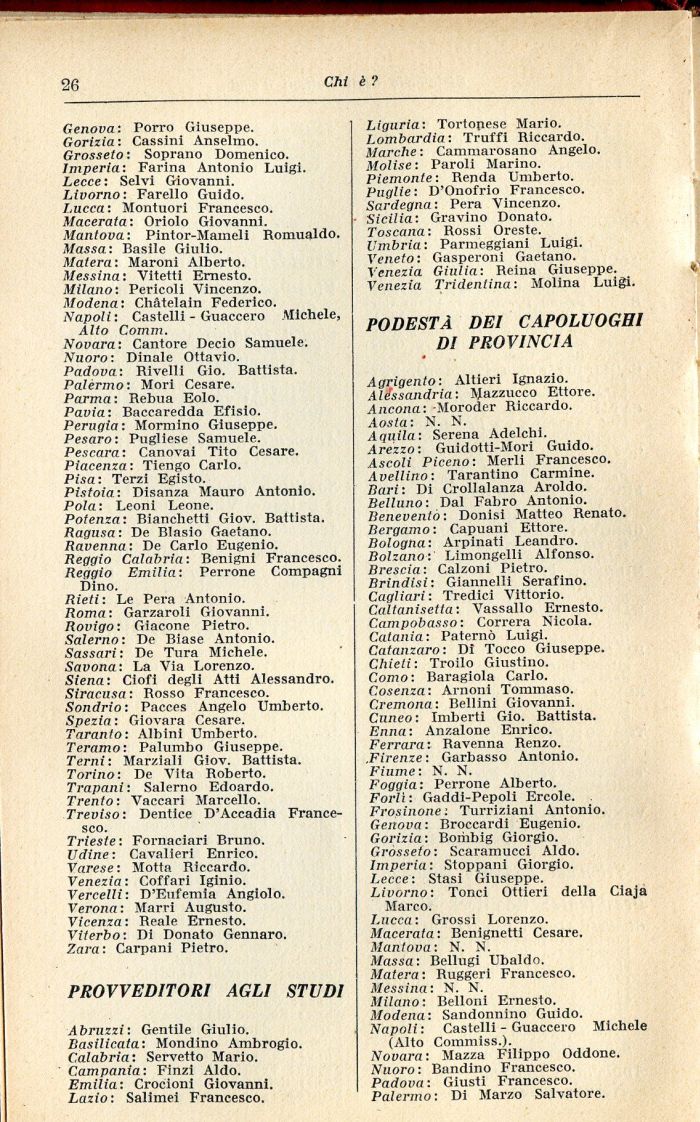 26
Chi è ?
Genova: Porro Giuseppe.
Gorizia: Cassini Anselmo.
Grosseto: Soprano Domenico.
Imperia: Farina Antonio Luigi.
Lecce: Selvi Giovanni.
Livorno: Farello Guido.
Lucca: Montuori Francesco.
Macerata: Oriolo Giovanni.
Mantova: Pintor-Mameli Romualdo.
Massa: Basile Giulio.
Matera: Maroni Alberto.
Messina: Vitetti Ernesto.
Milano: Pericoli Vincenzo.
Modena: Châtelain Federico.
Napoli: Castelli - Guaccero Michele,
Alto Comm.
Novara: Cantore Decio Samuele.
Nuoro: Dinale Ottavio.
Padova: Rivelli Gio. Battista.
Palermo: Mori Cesare.
Parma: Rebua Eolo.
Pavia: Baccaredda Efisio.
Perugia: Mormino Giuseppe.
Pesaro: Pugliese Samuele.
Pescara: Canovai Tito Cesare.
Piacenza: Tiengo Carlo.
Pisa: Terzi Egisto.
Pistoia: Disanza Mauro Antonio.
Pola: Leoni Leone.
Potenza: Bianchetti Giov. Battista.
Ragusa: De Blasio Gaetano.
Ravenna: De Carlo Eugenio.
Reggio Calabria: Benigni Francesco.
Reggio Emilia: Perrone Compagni
Dino.
Rieti: Le Pera Antonio.
Roma: Garzaroli Giovanni.
Rovigo: Giacone Pietro.
Salerno: De Biase Antonio.
Sassari: De Tura Michele.
Savona: La Via Lorenzo.
Siena: Ciofi degli Atti Alessandro.
Siracusa: Rosso Francesco.
Sondrio: Pacces Angelo Umberto.
Spezia: Giovara Cesare.
Taranto: Albini Umberto.
Teramo: Palumbo Giuseppe.
Terni: Marziali Giov. Battista.
Torino: De Vita Roberto.
Trapani: Salerno Edoardo.
Trento: Vaccari Marcello.
Treviso: Dentice D'Accadia France-
sco.
Trieste: Fornaciari Bruno.
Udine: Cavalieri Enrico.
Varese: Motta Riccardo.
Venezia: Coffari Iginio.
Vercelli: D'Eufemia Angiolo.
Verona: Marri Augusto.
Vicenza: Reale Ernesto.
Viterbo: Di Donato Gennaro.
Zara: Carpani Pietro.
PROVVEDITORI AGLI STUDI
Abruzzi: Gentile Giulio.
Basilicata: Mondino Ambrogio.
Calabria: Servetto Mario.
Campania: Finzi Aldo.
Emilia: Crocioni Giovanni.
Lazio: Salimei Francesco.
Liguria: Tortonese Mario.
Lombardia: Truffi Riccardo.
Marche: Cammarosano Angelo.
Molise: Paroli Marino.
Piemonte: Renda Umberto.
Puglie: D'Onofrio Francesco.
Sardegna: Pera Vincenzo.
Sicilia: Gravino Donato.
Toscana: Rossi Oreste.
Umbria: Parmeggiani Luigi.
Veneto: Gasperoni Gaetano.
Venezia Giulia: Reina Giuseppe.
Venezia Tridentina: Molina Luigi.
PODESTÀ DEI CAPOLUOGHI
DI PROVINCIA
Agrigento: Altieri Ignazio.
Alessandria: Mazzucco Ettore.
Ancona: Moroder Riccardo.
Aosta: N. N.
Aquila: Serena Adelchi.
Arezzo: Guidotti-Mori Guido.
Ascoli Piceno: Merli Francesco.
Avellino: Tarantino Carmine.
Bari: Di Crollalanza Aroldo.
Belluno: Dal Fabro Antonio.
Benevento: Donisi Matteo Renato.
Bergamo: Capuani Ettore.
Bologna: Arpinati Leandro.
Bolzano: Limongelli Alfonso.
Brescia: Calzoni Pietro.
Brindisi: Giannelli Serafino.
Cagliari: Tredici Vittorio.
Caltanisetta: Vassallo Ernesto.
Campobasso: Correra Nicola.
Catania: Paternò Luigi.
Catanzaro: Di Tocco Giuseppe.
Chieti: Troilo Giustino.
Como: Baragiola Carlo.
Cosenza: Arnoni Tommaso.
Cremona: Bellini Giovanni.
Cuneo: Imberti Gio. Battista.
Enna: Anzalone Enrico.
Ferrara: Ravenna Renzo.
Firenze: Garbasso Antonio.
Fiume: N. N.
Foggia: Perrone Alberto.
Forlì: Gaddi-Pepoli Ercole.
Frosinone: Turriziani Antonio.
Genova: Broccardi Eugenio.
Gorizia: Bombig Giorgio.
Grosseto: Scaramucci Aldo.
Imperia: Stoppani Giorgio.
Lecce: Stasi Giuseppe.
Livorno: Tonci Ottieri della Ciaja
Marco.
Lucca: Grossi Lorenzo.
Macerata: Benignetti Cesare.
Mantova: N. N.
Massa: Bellugi Ubaldo.
Matera: Ruggeri Francesco.
Messina: N. N.
Milano: Belloni Ernesto.
Modena: Sandonnino Guido.
Napoli: Castelli - Guaccero Michele
(Alto Commiss.).
Novara: Mazza Filippo Oddone.
Nuoro: Bandino Francesco.
Padova: Giusti Francesco.
Palermo: Di Marzo Salvatore.